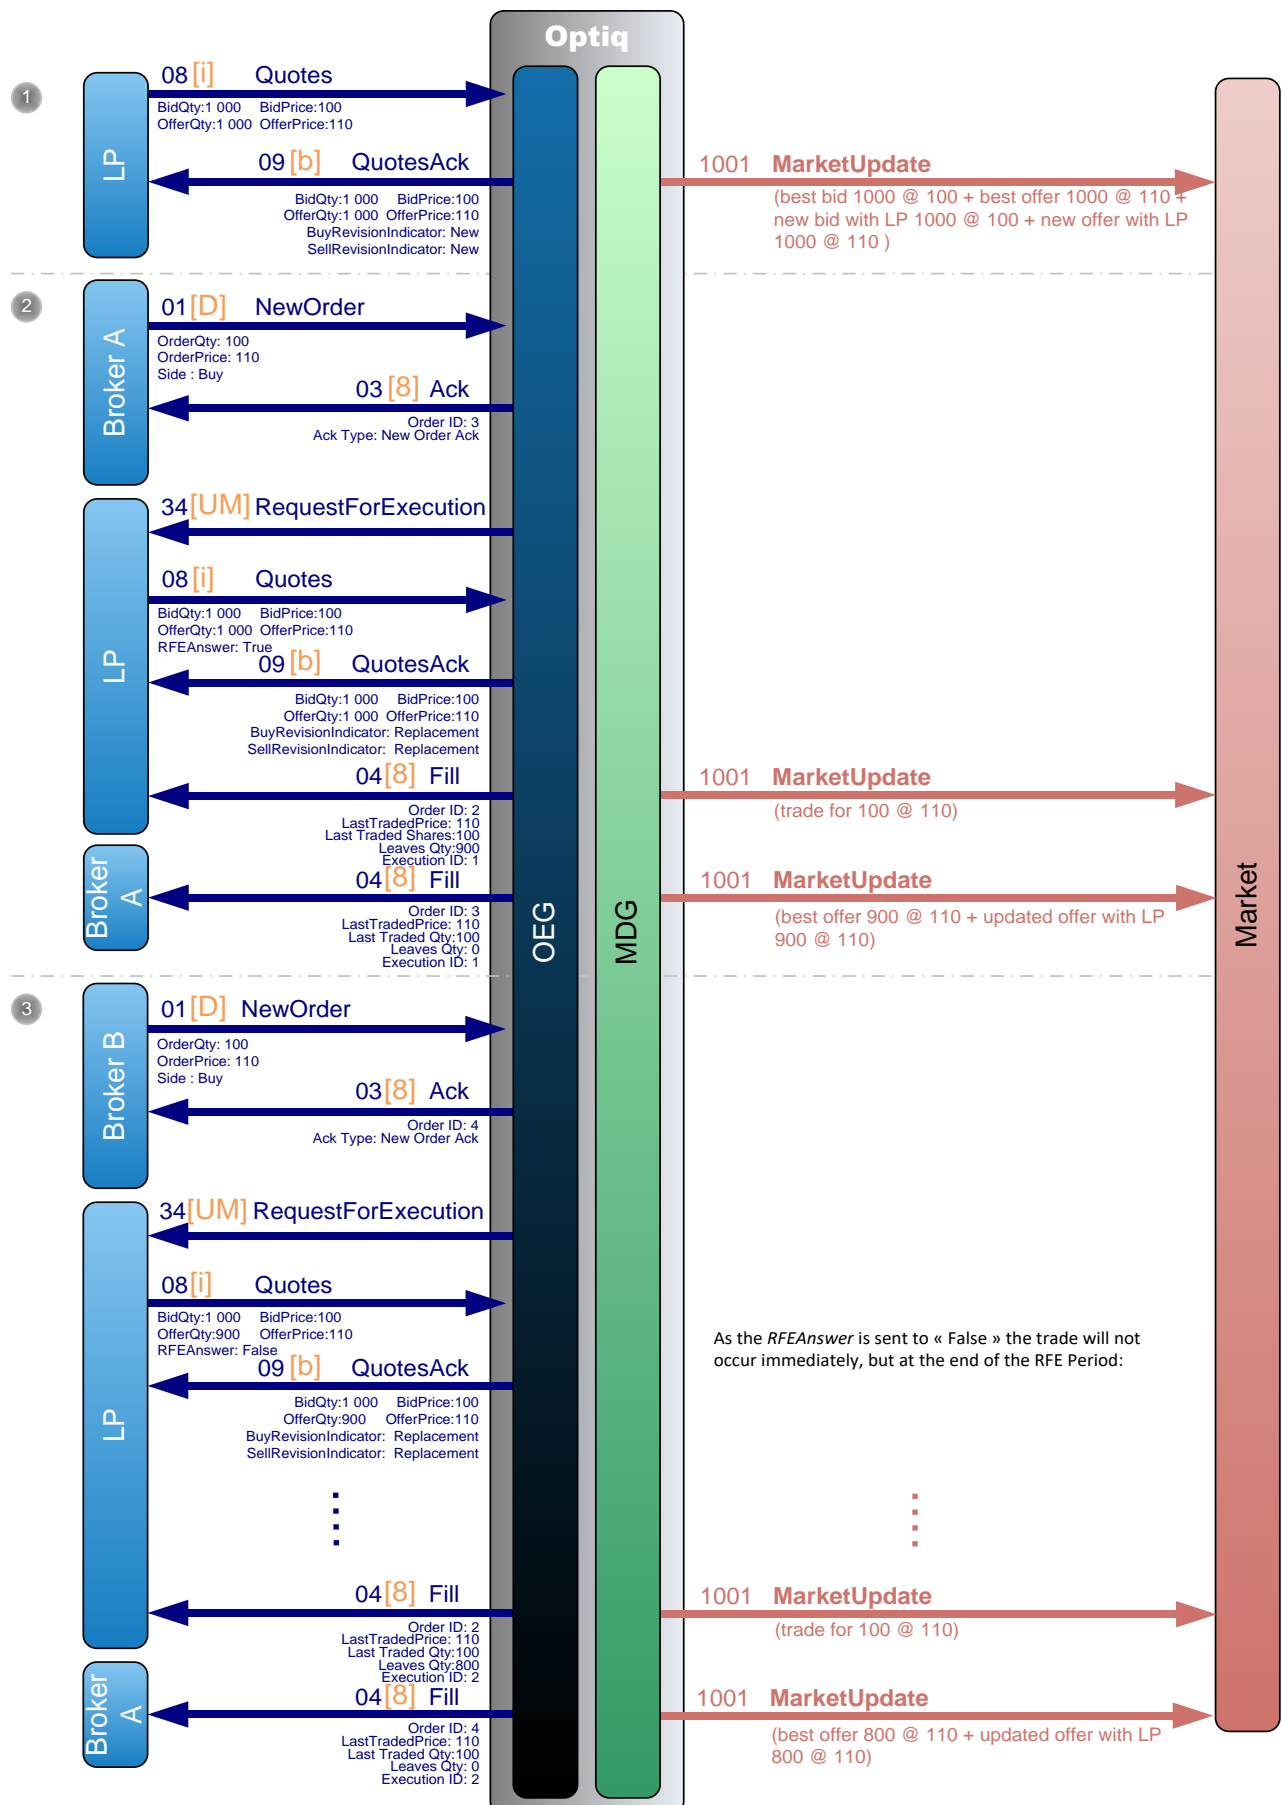 Optiq
1
LP
08 [i] Quotes
BidQty:1 000 BidPrice:100
OfferQty:1 000 OfferPrice:110
09 [b] QuotesAck
BidQty:1 000 BidPrice:100
OfferQty:1 000 OfferPrice:110
BuyRevisionIndicator: New
SellRevisionIndicator: New
1001 MarketUpdate
(best bid 1000 @ 100 + best offer 1000 @ 110 +
new bid with LP 1000 @ 100 + new offer with LP
1000 @ 110 )
2
Broker A
01 [D] NewOrder
OrderQty: 100
OrderPrice: 110
Side : Buy
03 [8] Ack
Order ID: 3
Ack Type: New Order Ack
LP
34 [UM] RequestForExecution
08 [i] Quotes
BidQty:1 000 BidPrice:100
OfferQty:1 000 OfferPrice:110
RFEAnswer: True
09 [b] QuotesAck
BidQty:1 000 BidPrice:100
OfferQty:1 000 OfferPrice:110
BuyRevisionIndicator: Replacement
SellRevisionIndicator: Replacement
04 [8] Fill
Order ID: 2
LastTradedPrice: 110
Last Traded Shares:100
Leaves Qty:900
Execution ID: 1
1001 MarketUpdate
(trade for 100 @ 110)
Broker
A
04 [8] Fill
Order ID: 3
LastTradedPrice: 110
Last Traded Qty:100
Leaves Qty: 0
Execution ID: 1
1001 MarketUpdate
(best offer 900 @ 110 + updated offer with LP
900 @ 110)
OEG
MDG
Market
3
Broker B
01 [D] NewOrder
OrderQty: 100
OrderPrice: 110
Side : Buy
03 [8] Ack
Order ID: 4
Ack Type: New Order Ack
LP
34 [UM] RequestForExecution
08 [i] Quotes
BidQty:1 000 BidPrice:100
OfferQty:900 OfferPrice:110
RFEAnswer: False
09 [b] QuotesAck
BidQty:1 000 BidPrice:100
OfferQty:900 OfferPrice:110
BuyRevisionIndicator: Replacement
SellRevisionIndicator: Replacement
As the RFEAnswer is sent to « False » the trade will not
occur immediately, but at the end of the RFE Period:
04 [8] Fill
Order ID: 2
LastTradedPrice: 110
Last Traded Qty:100
Leaves Qty:800
Execution ID: 2
1001 MarketUpdate
(trade for 100 @ 110)
Broker
A
04 [8] Fill
Order ID: 4
LastTradedPrice: 110
Last Traded Qty:100
Leaves Qty: 0
Execution ID: 2
1001 MarketUpdate
(best offer 800 @ 110 + updated offer with LP
800 @ 110)